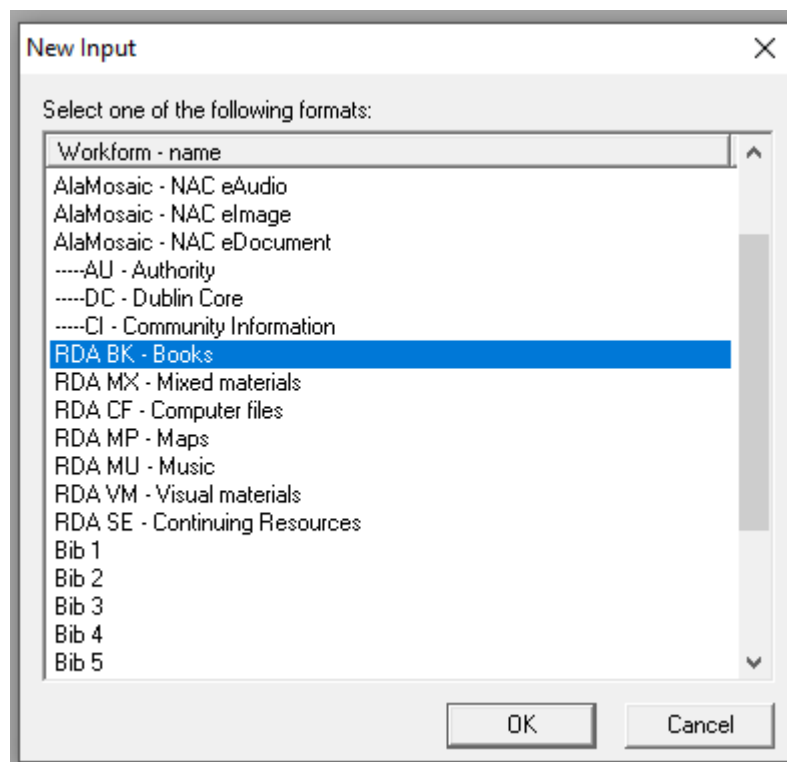 New Input
Select one of the following formats:
Workform - name
AlaMosaic - NAC eAudio
AlaMosaic - NAC eImage
AlaMosaic - NAC eDocument
-----AU - Authority
-----DC - Dublin Core
-----CI - Community Information
RDA BK - Books
RDA MX - Mixed materials
RDA CF - Computer files
RDA MP - Maps
RDA MU - Music
RDA VM - Visual materials
RDA SE - Continuing Resources
Bib 1
Bib 2
Bib 3
Bib 4
Bib 5
OK Cancel